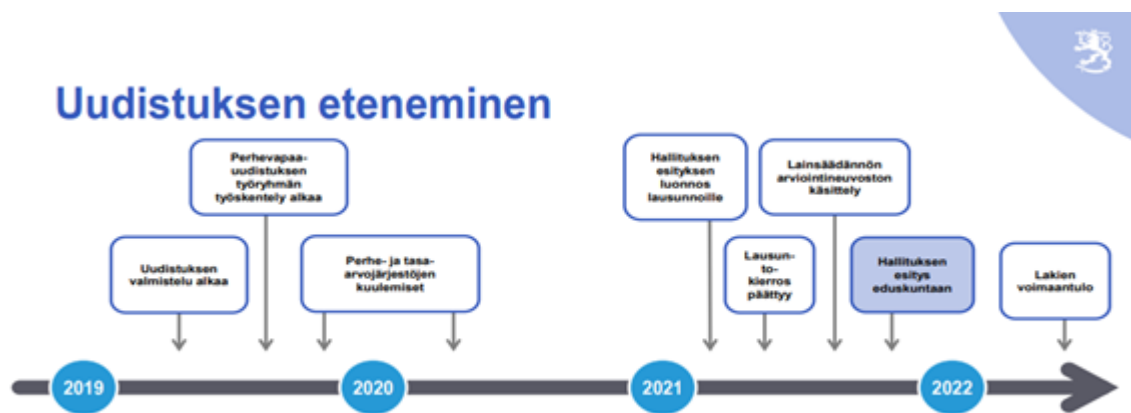 Uudistuksen eteneminen
Perhevapaa-
uudistuksen
työryhmän
työskentely alkaa
Hallituksen
esityksen
luonnos
lausunnoille
Lainsäädännön
arviointineuvoston
käsittely
Uudistuksen
valmistelu alkaa
Perhe- ja tasa-
arvojärjestöjen
kuulemiset
Lausun-
to-
kierros
päättyy
Hallituksen
esitys
eduskuntaan
Lakien
voimaantulo
2019
2020
2021
2022